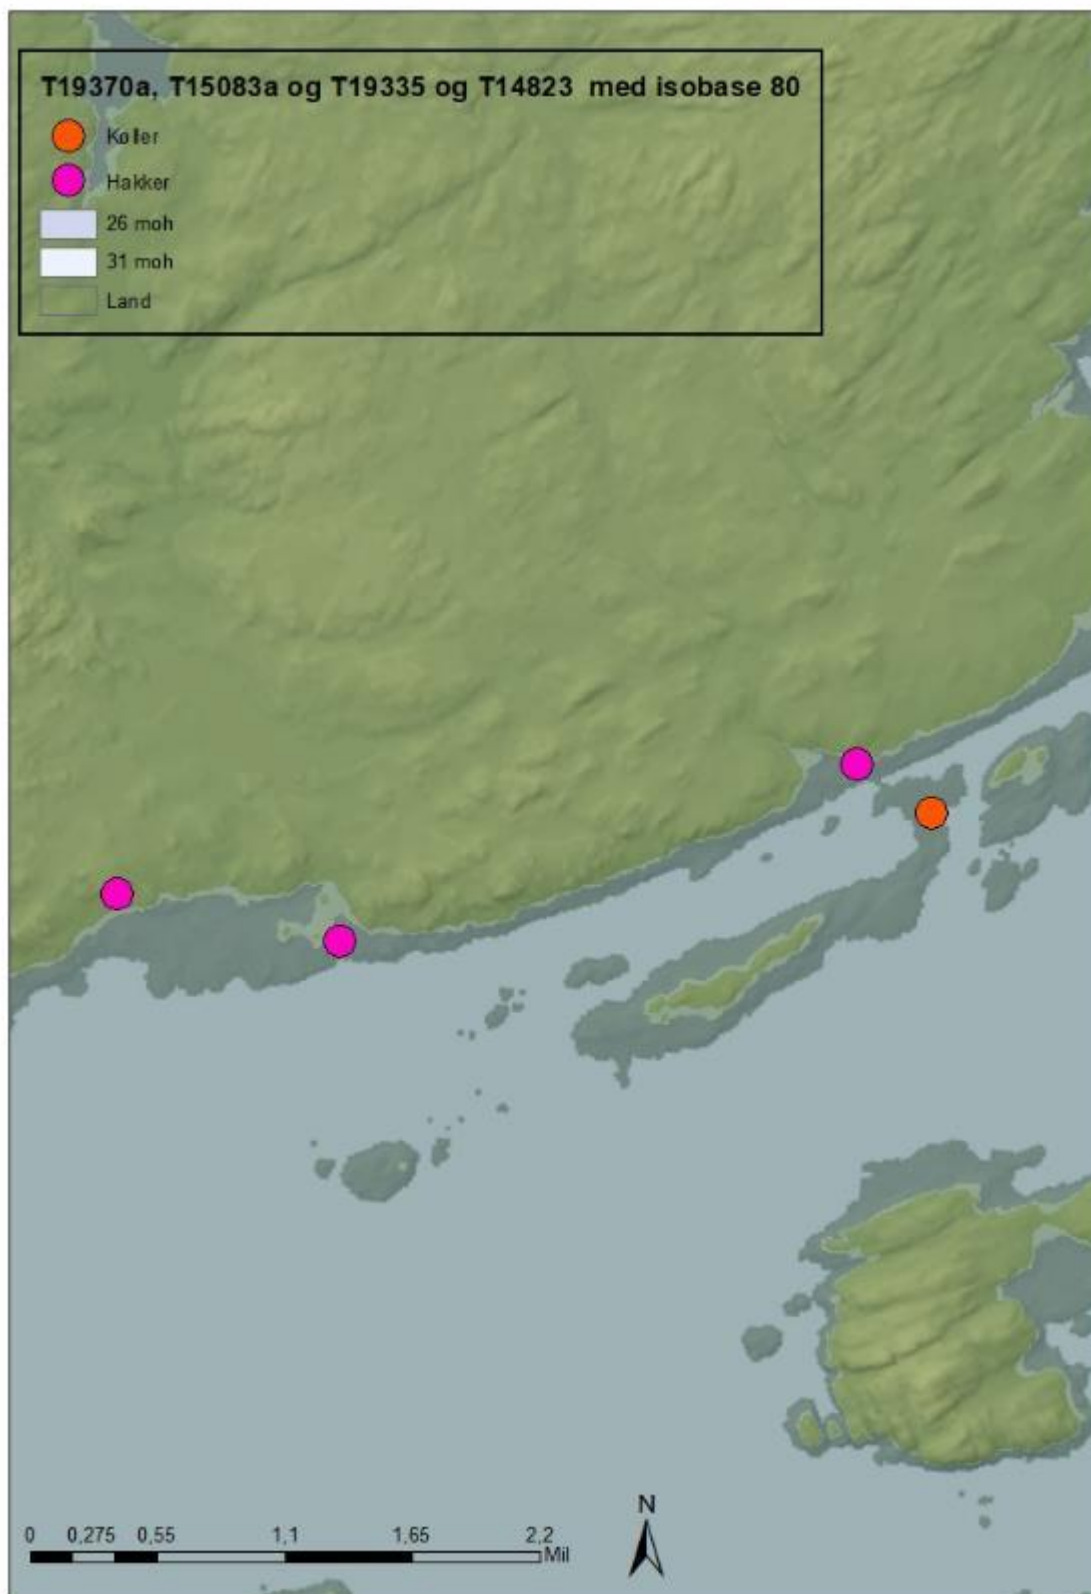 T19370a, T15083a og T19335 og T14823 med isobase 80
Køller
Hakker
26 moh
31 moh
Land
N
0 0,275 0,55 1,1 1,65 2,2
Mil